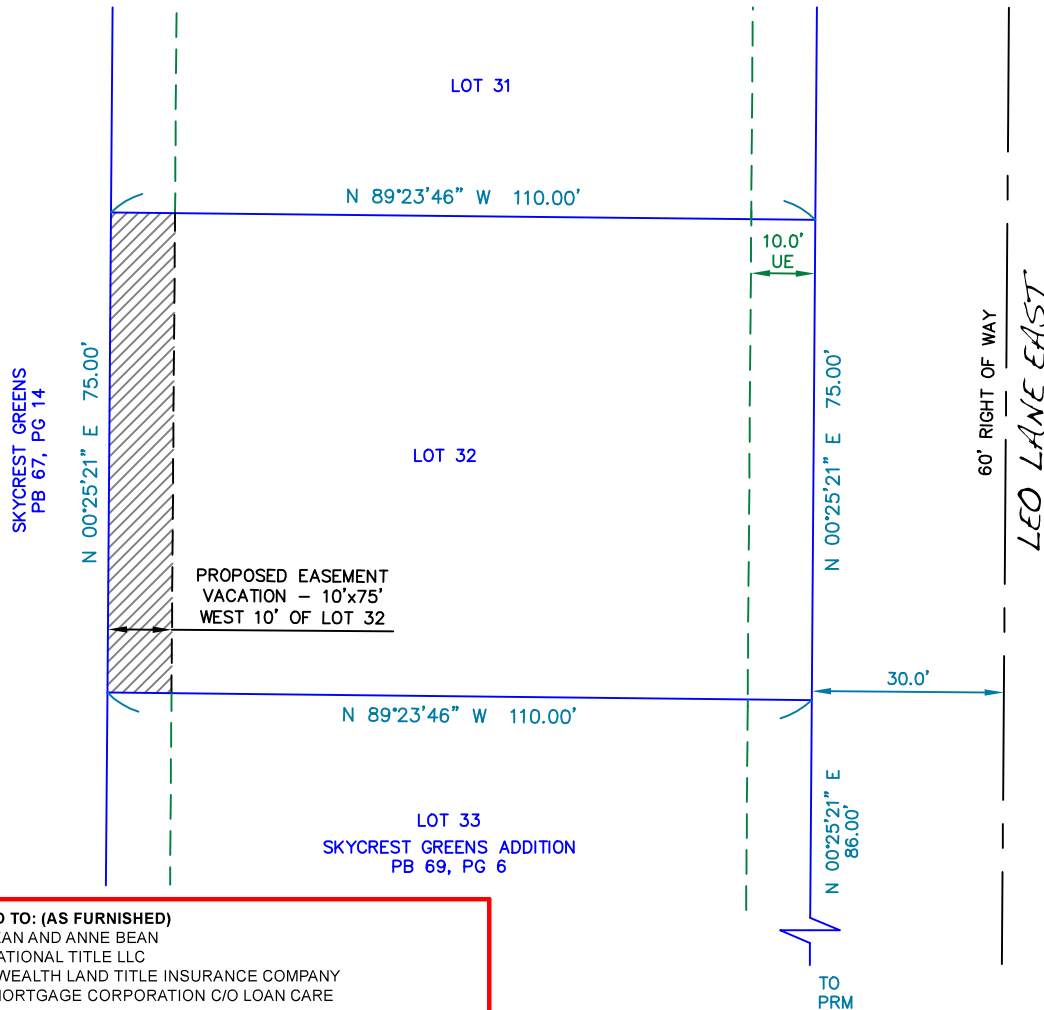 LOT 31
N 89°23'46" W 110.00'
10.0'
UE
SKYCREST GREENS
PB 67, PG 14
N 00°25'21" E 75.00'
LOT 32
N 00°25'21" E 75.00'
60' RIGHT OF WAY
LEO LANE EAST
PROPOSED EASEMENT
VACATION – 10'x75'
WEST 10' OF LOT 32
30.0'
N 89°23'46" W 110.00'
LOT 33
SKYCREST GREENS ADDITION
PB 69, PG 6
N 00°25'21" E
86.00'
TO: (AS FURNISHED)
AND ANNE BEAN
TITLE LLC
WEALTH LAND TITLE INSURANCE COMPANY
MORTGAGE CORPORATION C/O LOAN CARE
TO
PRM